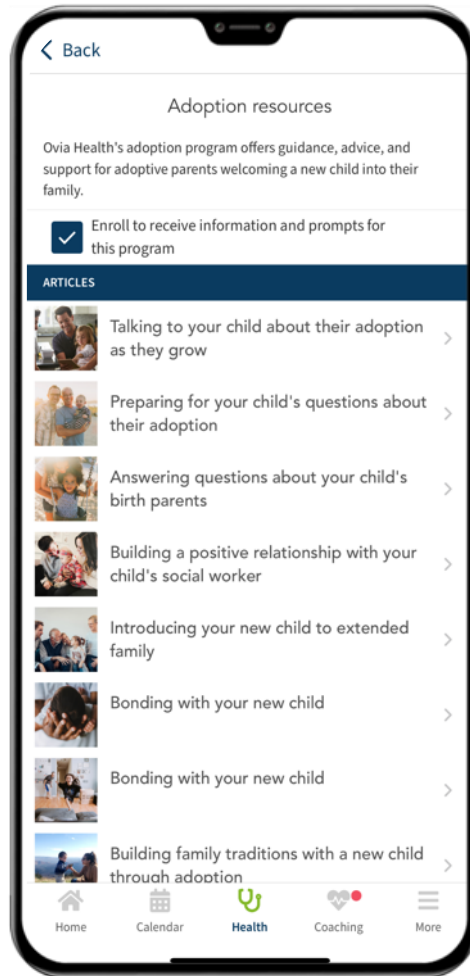 Back
Adoption resources
Ovia Health's adoption program offers guidance, advice, and
support for adoptive parents welcoming a new child into their
family.
Enroll to receive information and prompts for
this program
ARTICLES
Talking to your child about their adoption
as they grow
Preparing for your child's questions about
their adoption
Answering questions about your child's
birth parents
Building a positive relationship with your
child's social worker
Introducing your new child to extended
family
Bonding with your new child
Bonding with your new child
Building family traditions with a new child
through adoption
Home
Calendar
Health
Coaching
More